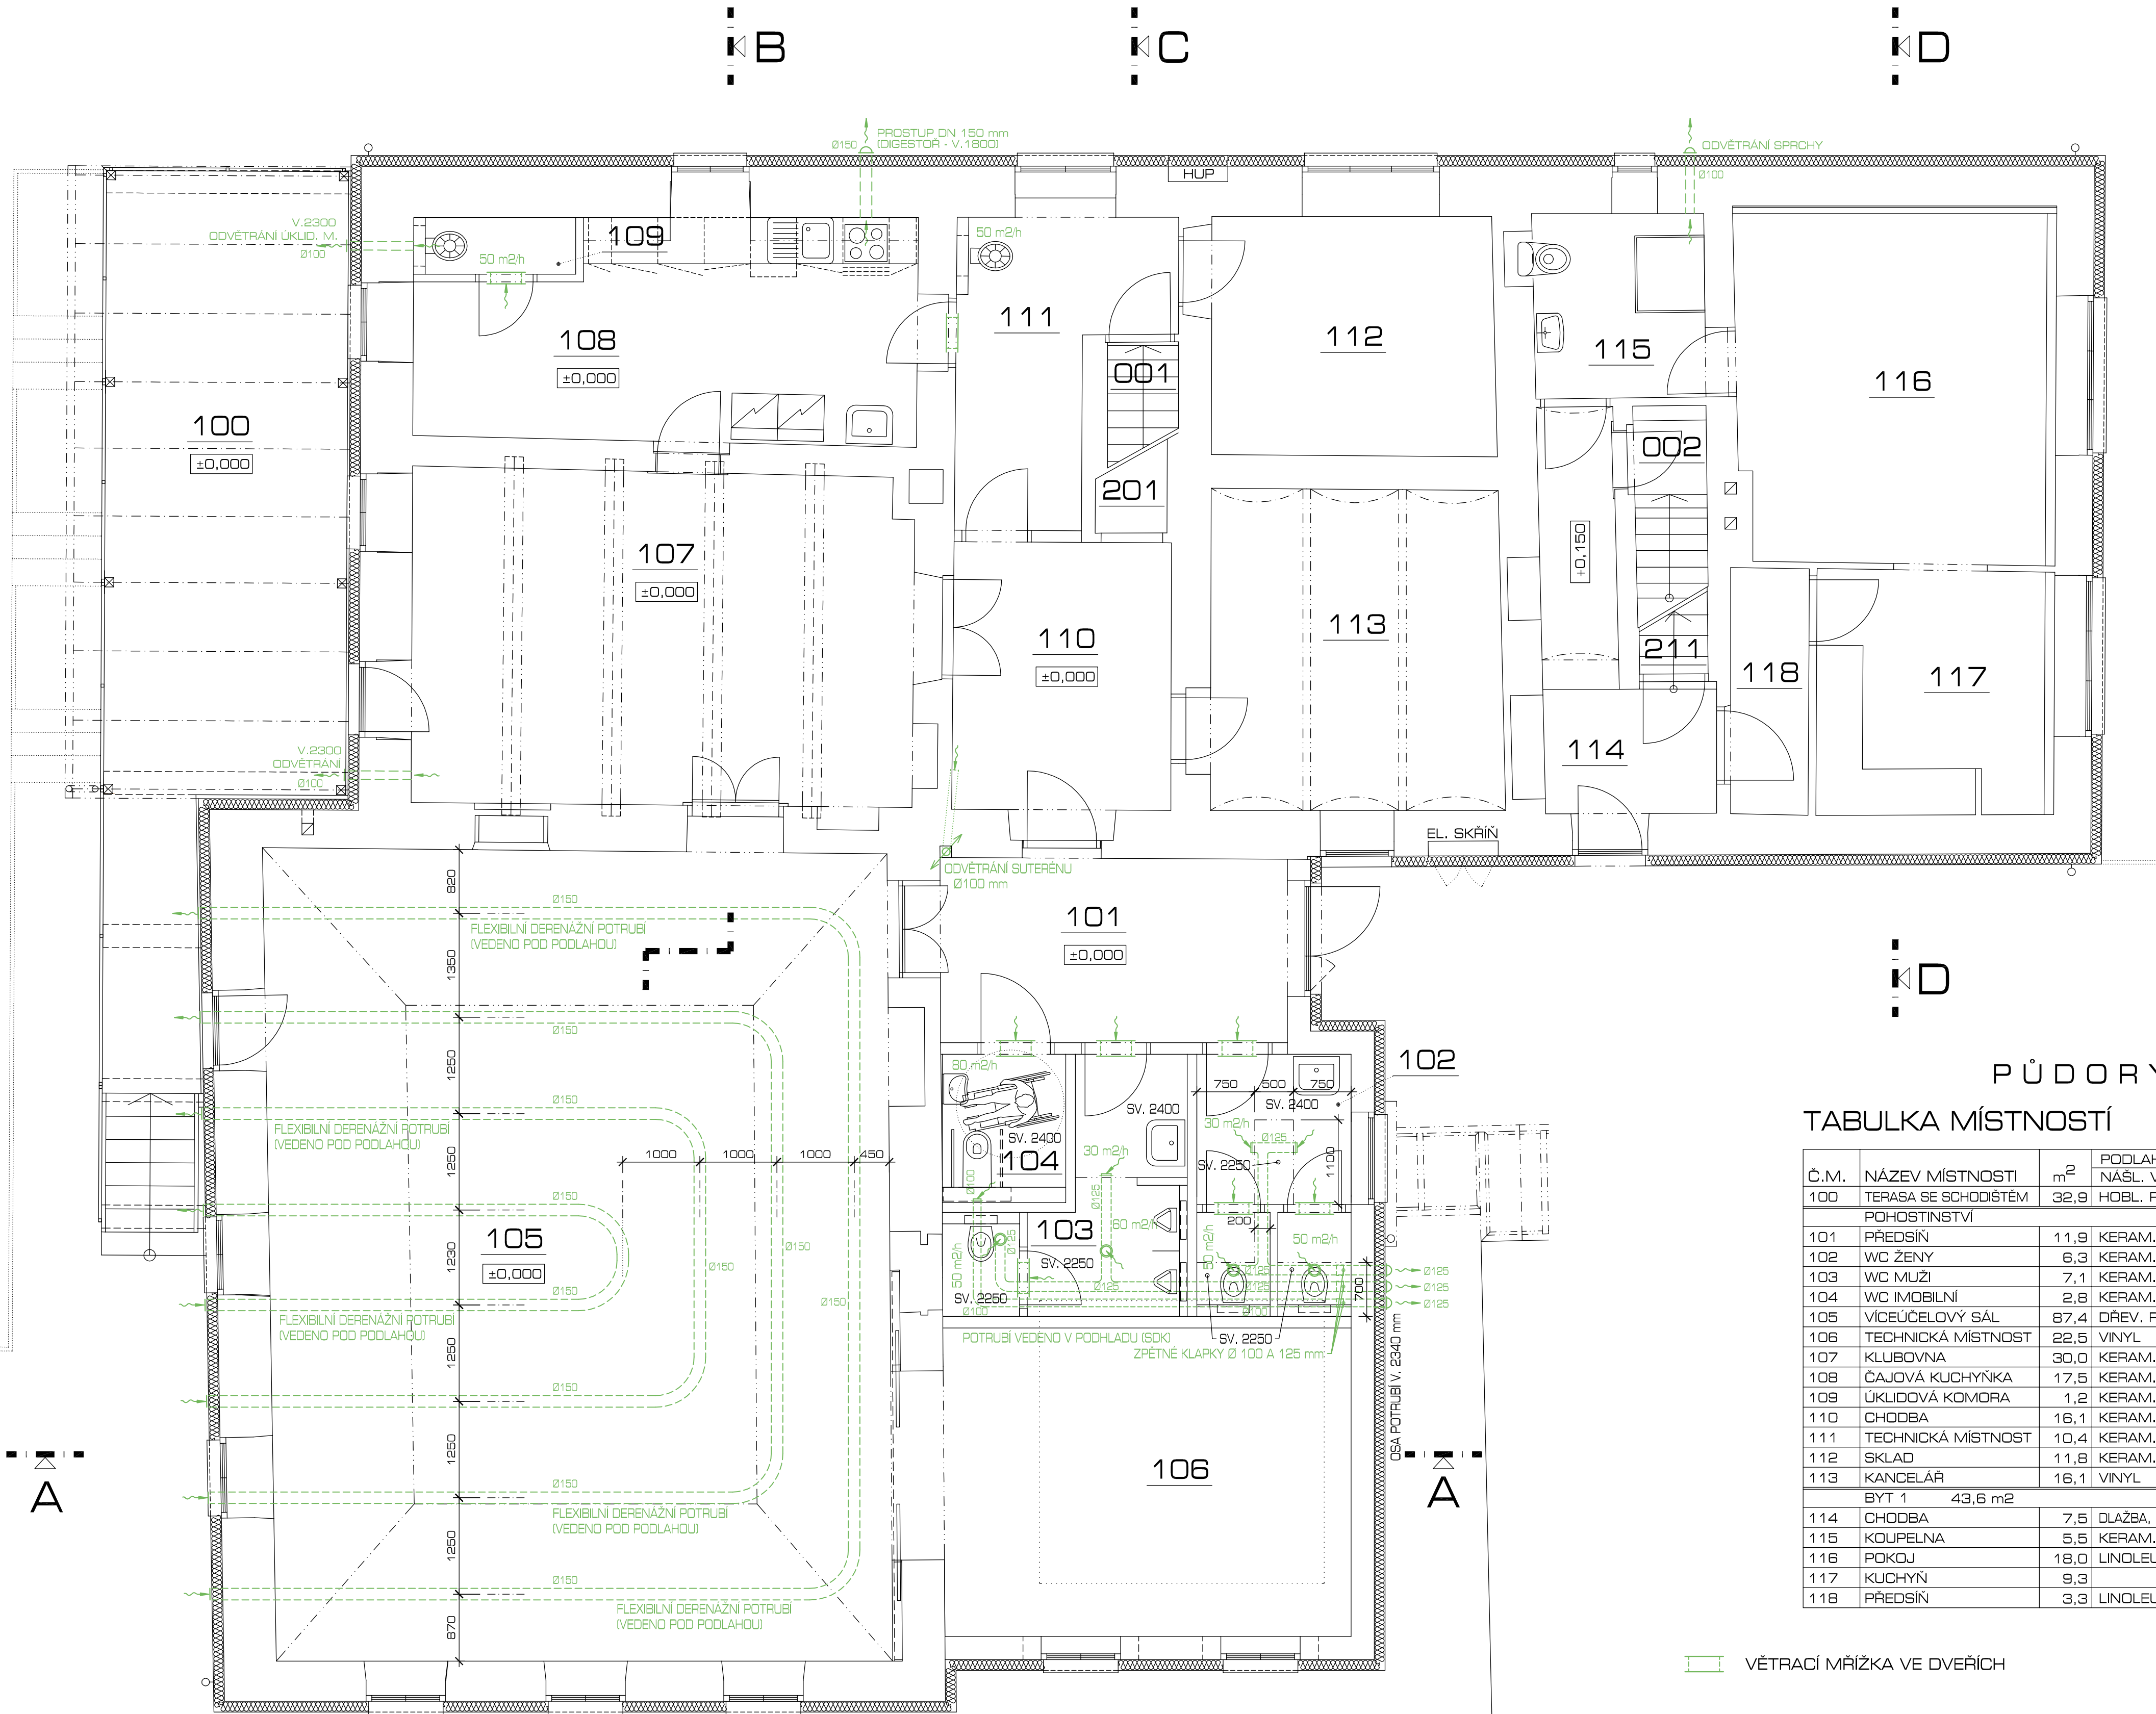 B
C
D
PROSTUP DN 150 mm
Ø150 (DIGESTOŘ - V.1800)
ODVĚTRÁNÍ SPRCHY
Ø100
HUP
V.2300
ODVĚTRÁNÍ ÚKLID. M.
Ø100
50 m2/h
109
50 m2/h
108
±0,000
111
112
115
116
001
002
100
±0,000
201
107
±0,000
+0,150
110
±0,000
113
211
118
117
114
V.2300
ODVĚTRÁNÍ
Ø100
EL. SKŘÍŇ
ODVĚTRÁNÍ SUTERÉNU
Ø100 mm
820
Ø150
FLEXIBILNÍ DERENÁŽNÍ POTRUBÍ
(VEDENO POD PODLAHOU)
101
±0,000
1350
Ø150
D
1250
80 m2/h
102
750 500 750
SV. 2400
SV. 2400
Ø150
FLEXIBILNÍ DERENÁŽNÍ POTRUBÍ
(VEDENO POD PODLAHOU)
30 m2/h
Ø125
SV. 2400
104
30 m2/h
SV. 2250
1100
1250
1000 1000 1000 450
Ø100
Ø125
Ø150
105
±0,000
103
SV. 2250
60 m2/h
200
50 m2/h
50 m2/h
50 m2/h
Ø125
1230
Ø150
Ø150
Ø150
SV. 2250
Ø100
Ø125
Ø125
Ø125
Ø100
700
Ø125
Ø125
Ø125
Ø150
FLEXIBILNÍ DERENÁŽNÍ POTRUBÍ
(VEDENO POD PODLAHOU)
POTRUBÍ VEDENO V PODHLADU (SDK)
SV. 2250
ZPĚTNÉ KLAPKY Ø 100 A 125 mm
OSA POTRUBÍ V. 2340 mm
1250
Ø150
1250
106
A
A
Ø150
FLEXIBILNÍ DERENÁŽNÍ POTRUBÍ
(VEDENO POD PODLAHOU)
1250
Ø150
FLEXIBILNÍ DERENÁŽNÍ POTRUBÍ
(VEDENO POD PODLAHOU)
870
PŮDORY
TABULKA MÍSTNOSTÍ
Č.M. NÁZEV MÍSTNOSTI m2 PODLAH
NÁŠL. V
100 TERASA SE SCHODIŠTĚM 32,9 HOBL. P
POHOSTINSTVÍ
101 PŘEDSÍŇ 11,9 KERAM.
102 WC ŽENY 6,3 KERAM.
103 WC MUŽI 7,1 KERAM.
104 WC IMOBILNÍ 2,8 KERAM.
105 VÍCEÚČELOVÝ SÁL 87,4 DŘEV. P
106 TECHNICKÁ MÍSTNOST 22,5 VINYL
107 KLUBOVNA 30,0 KERAM.
108 ČAJOVÁ KUCHYŇKA 17,5 KERAM.
109 ÚKLIDOVÁ KOMORA 1,2 KERAM.
110 CHODBA 16,1 KERAM.
111 TECHNICKÁ MÍSTNOST 10,4 KERAM.
112 SKLAD 11,8 KERAM.
113 KANCELÁŘ 16,1 VINYL
BYT 1 43,6 m2
114 CHODBA 7,5 DLAŽBA,
115 KOUPELNA 5,5 KERAM.
116 POKOJ 18,0 LINOLEU
117 KUCHYŇ 9,3
118 PŘEDSÍŇ 3,3 LINOLEU
VĚTRACÍ MŘÍŽKA VE DVEŘÍCH